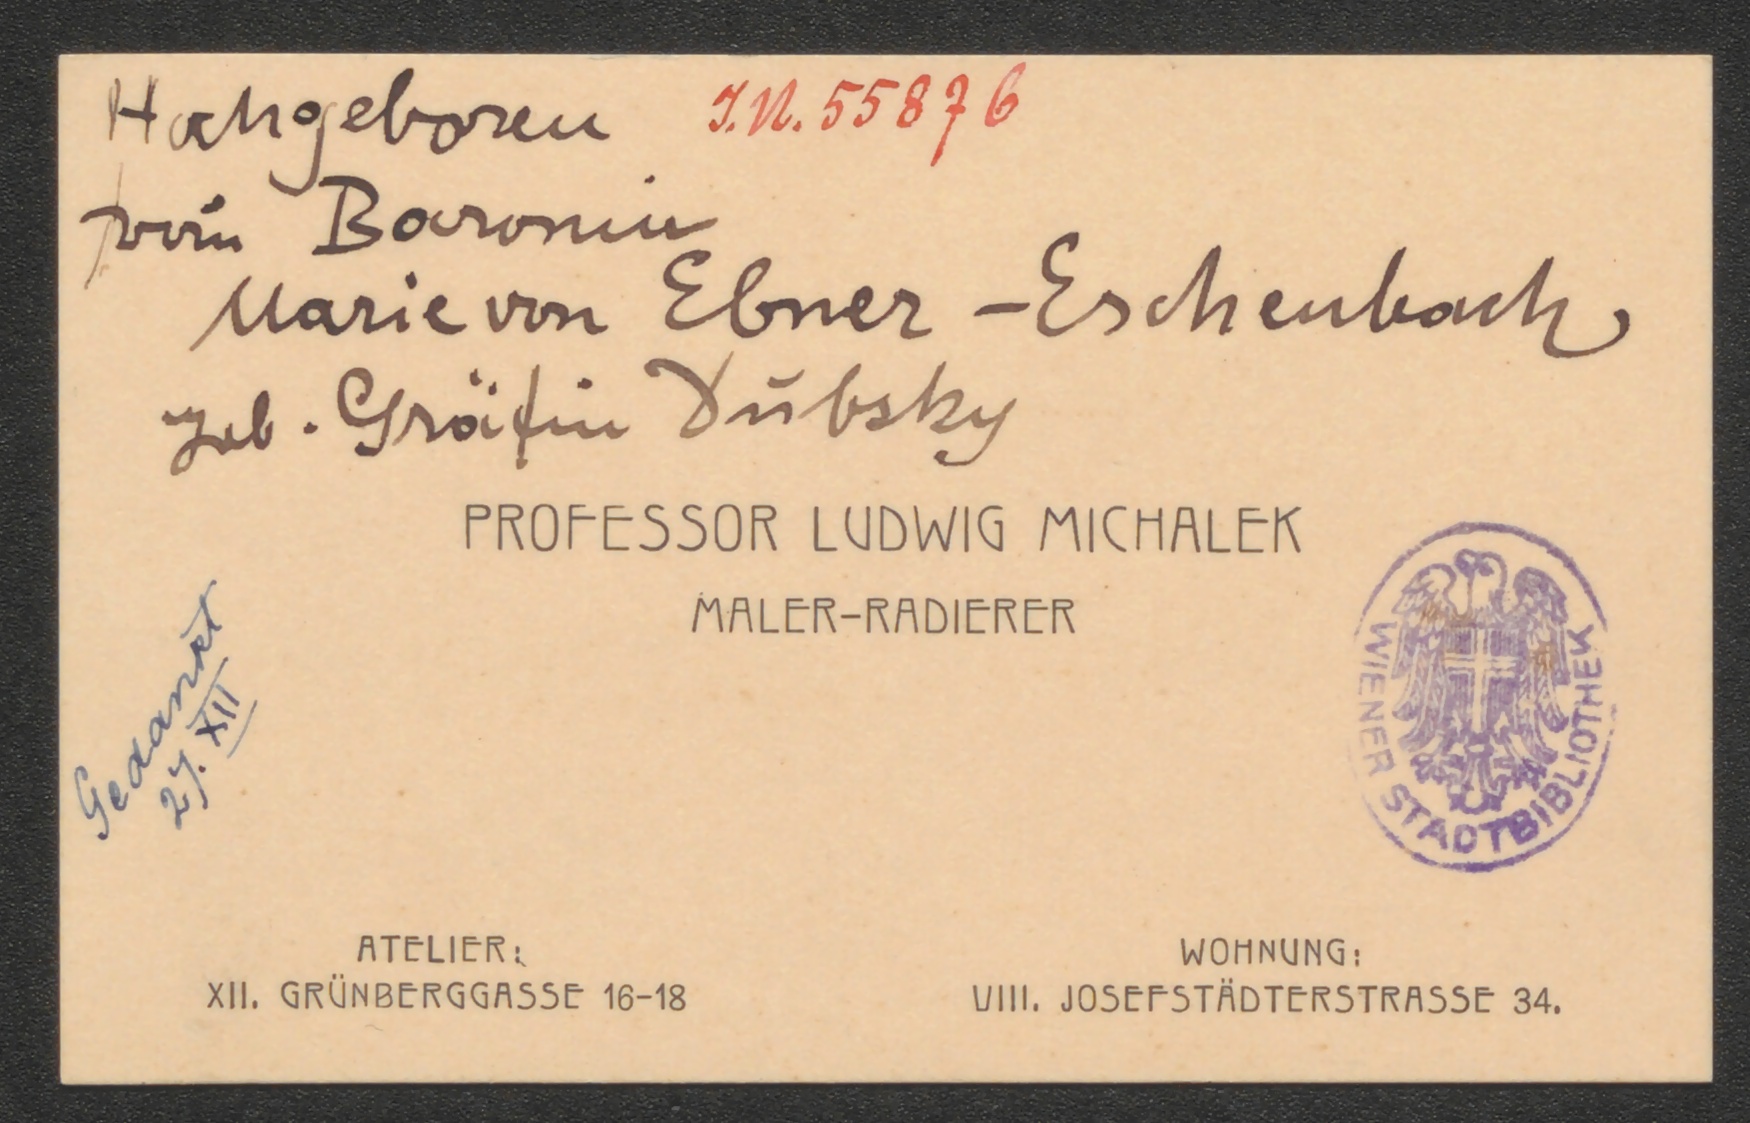 Hochgeboren J.N. 55876
Baronin
Marie von Ebner-Eschenbach
geb. Gräfin Dubsky
PROFESSOR LUDWIG MICHALEK
MALER-RADIERER
Gedankt
27. XII
WIENER STADTBIBLIOTHEK
ATELIER:
XII. GRÜNBERGGASSE 16-18
WOHNUNG:
VIII. JOSEFSTÄDTERSTRASSE 34.